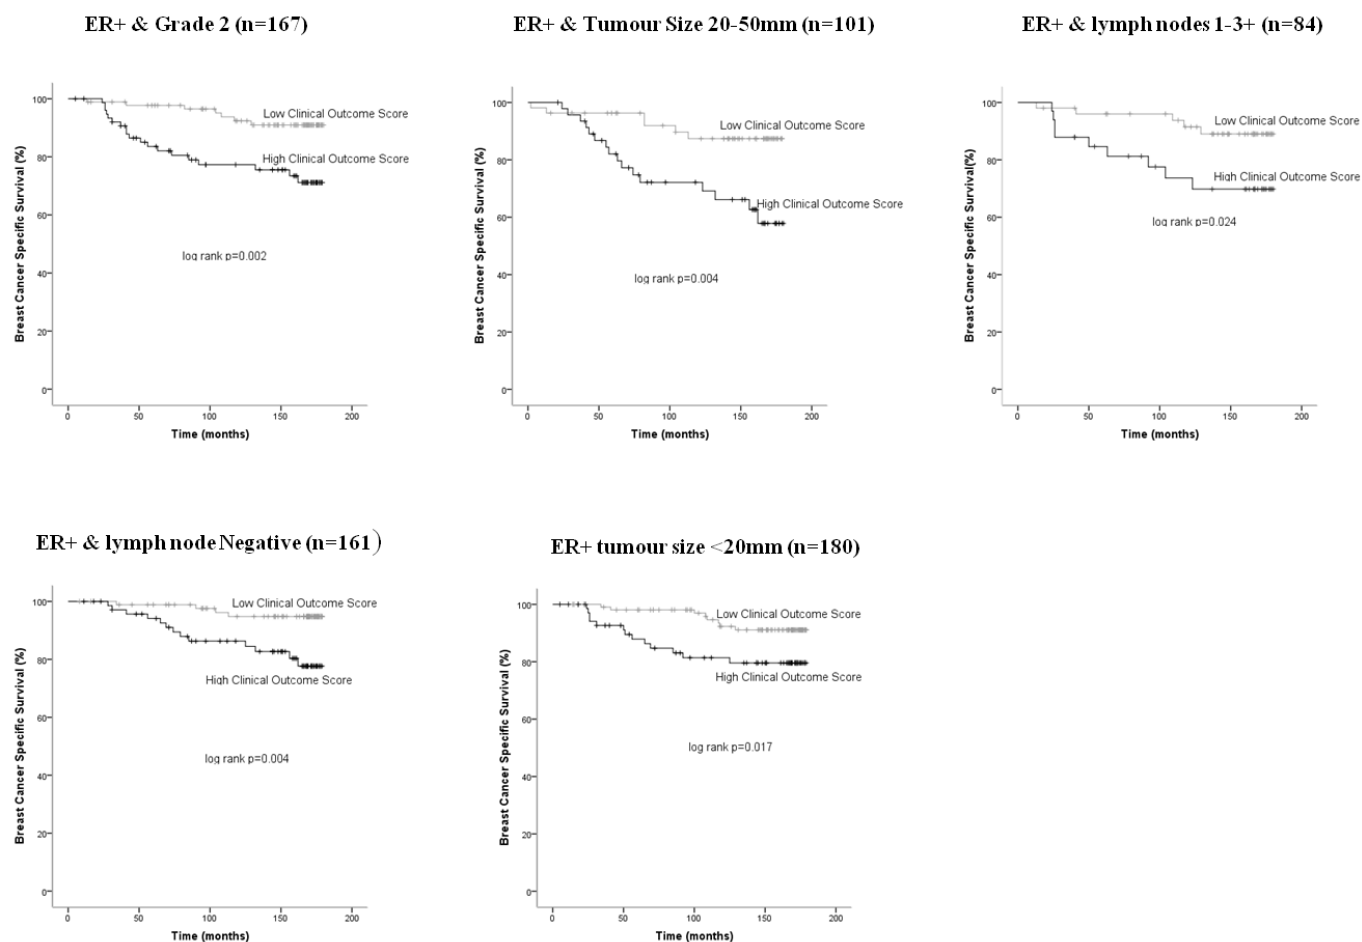 ER+ & Grade 2 (n=167)
Breast Cancer Specific Survival (%)
100
80
60
40
20
0
Low Clinical Outcome Score
High Clinical Outcome Score
log rank p=0.002
0 50 100 150 200
Time (months)
ER+ & Tumour Size 20-50mm (n=101)
Breast Cancer Specific Survival (%)
100
80
60
40
20
0
Low Clinical Outcome Score
High Clinical Outcome Score
log rank p=0.004
0 50 100 150 200
Time (months)
ER+ & lymph nodes 1-3+ (n=84)
Breast Cancer Specific Survival(%)
100
80
60
40
20
0
Low Clinical Outcome Score
High Clinical Outcome Score
log rank p=0.024
0 50 100 150 200
Time (months)
ER+ & lymph node Negative (n=161)
Breast Cancer Specific Survival (%)
100
80
60
40
20
0
Low Clinical Outcome Score
High Clinical Outcome Score
log rank p=0.004
0 50 100 150 200
Time (months)
ER+ tumour size <20mm (n=180)
Breast Cancer Specific Survival (%)
100
80
60
40
20
0
Low Clinical Outcome Score
High Clinical Outcome Score
log rank p=0.017
0 50 100 150 200
Time (months)